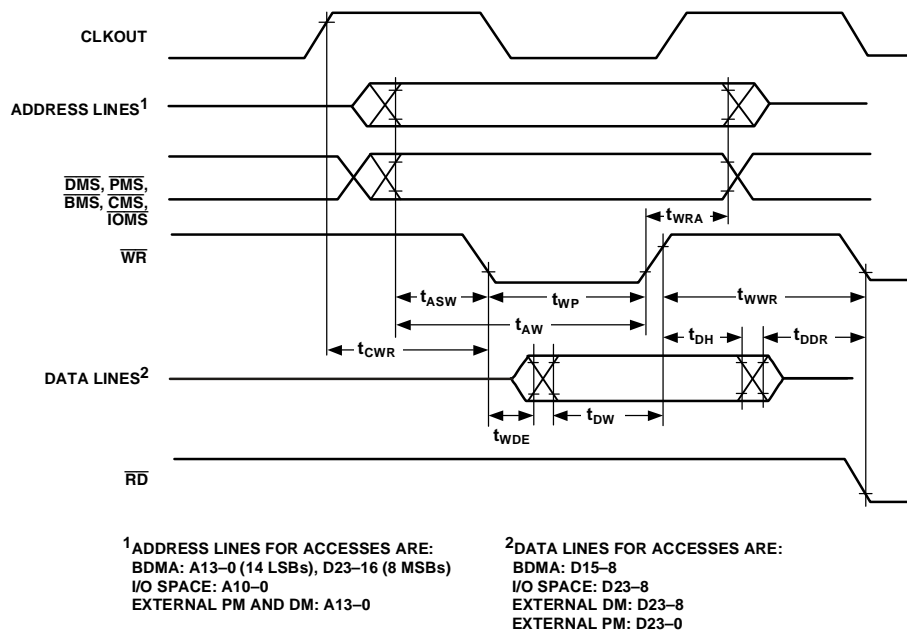 CLKOUT
ADDRESS LINES¹
DMS, PMS,
BMS, CMS,
IOMS
tWRA
WR
tASW
tWP
tWWR
tAW
tCWR
tDH
tDDR
DATA LINES²
tWDE
tDW
RD
¹ADDRESS LINES FOR ACCESSES ARE:
BDMA: A13–0 (14 LSBs), D23–16 (8 MSBs)
I/O SPACE: A10–0
EXTERNAL PM AND DM: A13–0
²DATA LINES FOR ACCESSES ARE:
BDMA: D15–8
I/O SPACE: D23–8
EXTERNAL DM: D23–8
EXTERNAL PM: D23–0